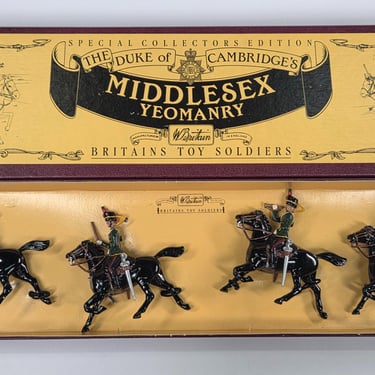 SPECIAL COLLECTORS EDITION
THE DUKE of CAMBRIDGE'S
MIDDLESEX
YEOMANRY
W. Britain
BRITAINS TOY SOLDIERS
W. Britain
BRITAINS TOY SOLDIERS